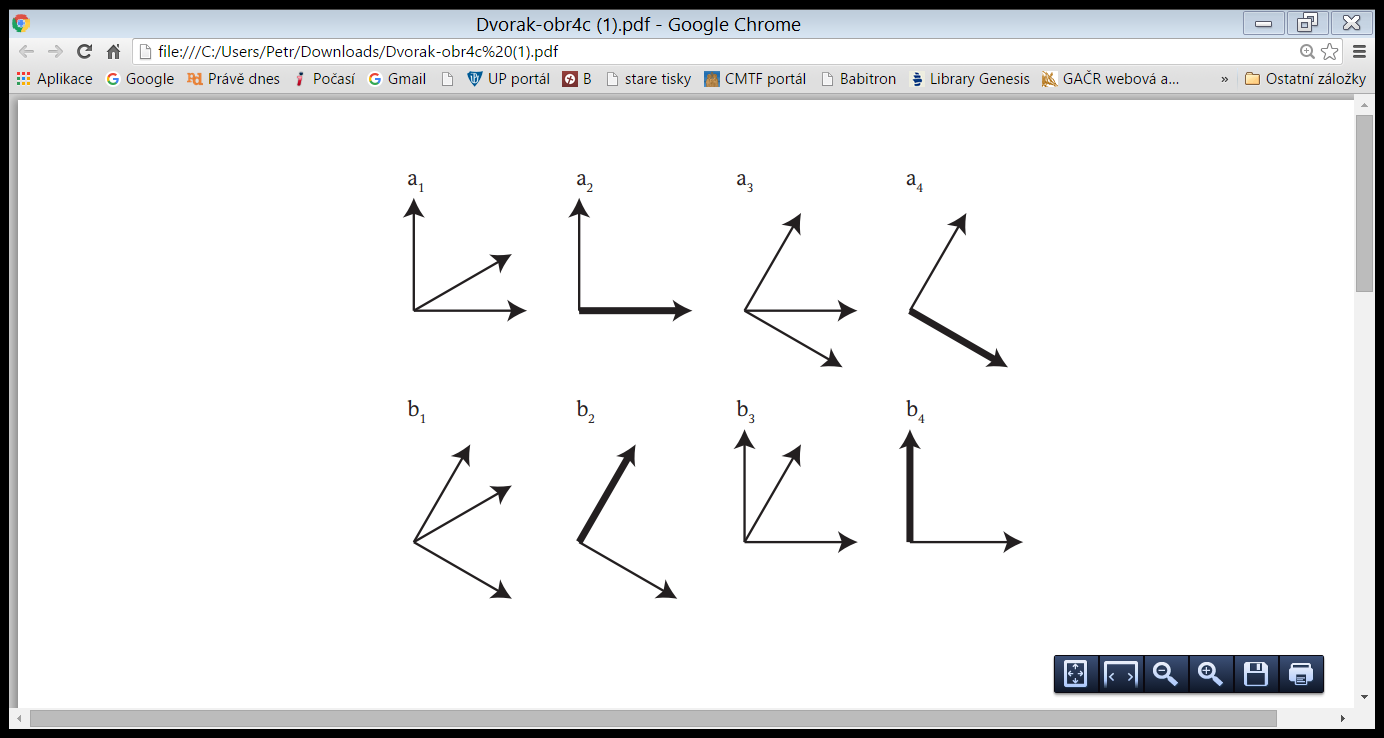 Dvorak-obr4c (1).pdf - Google Chrome
file:///C:/Users/Petr/Downloads/Dvorak-obr4c%20(1).pdf
Aplikace Google Právě dnes Počasí Gmail UP portál B stare tisky CMTF portál Babitron Library Genesis GAČR webová a... » Ostatní záložky
a1 a2 a3 a4
b1 b2 b3 b4